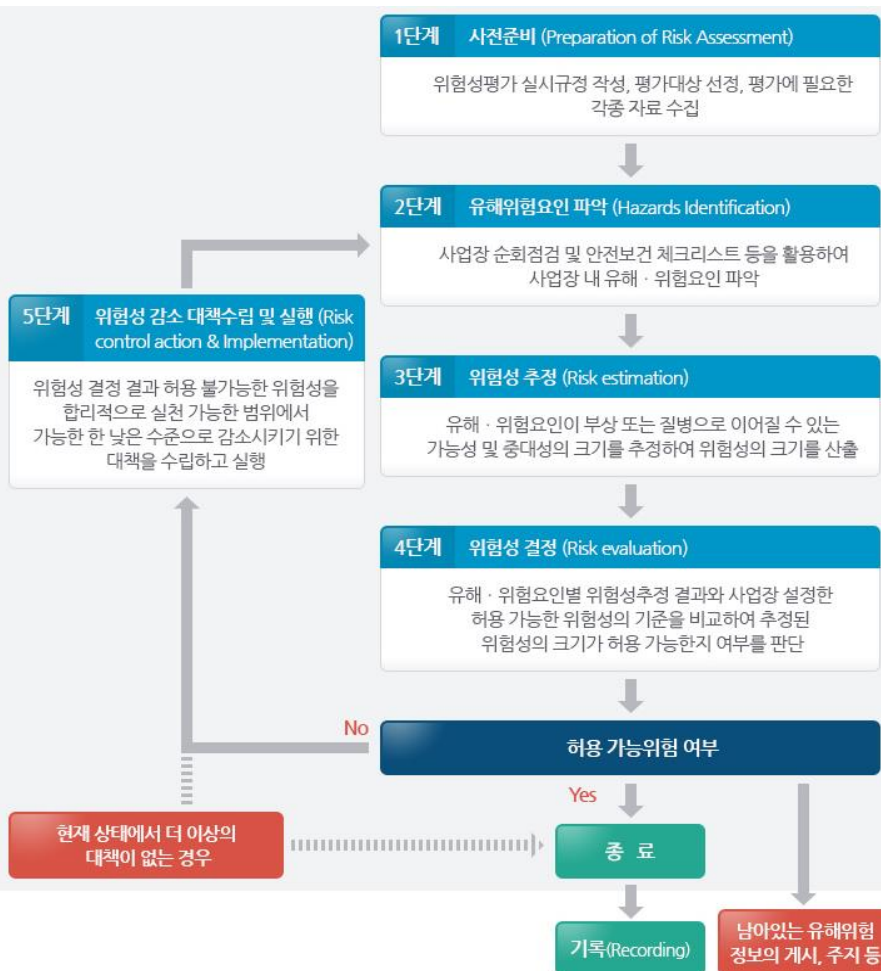 1단계 사전준비 (Preparation of Risk Assessment)
위험성평가 실시규정 작성, 평가대상 선정, 평가에 필요한
각종 자료 수집
2단계 유해위험요인 파악 (Hazards Identification)
사업장 순회점검 및 안전보건 체크리스트 등을 활용하여
사업장 내 유해 · 위험요인 파악
5단계 위험성 감소 대책수립 및 실행 (Risk
control action & Implementation)
위험성 결정 결과 허용 불가능한 위험성을
합리적으로 실천 가능한 범위에서
가능한 한 낮은 수준으로 감소시키기 위한
대책을 수립하고 실행
3단계 위험성 추정 (Risk estimation)
유해 · 위험요인이 부상 또는 질병으로 이어질 수 있는
가능성 및 중대성의 크기를 추정하여 위험성의 크기를 산출
4단계 위험성 결정 (Risk evaluation)
유해 · 위험요인별 위험성추정 결과와 사업장 설정한
허용 가능한 위험성의 기준을 비교하여 추정된
위험성의 크기가 허용 가능한지 여부를 판단
No
허용 가능위험 여부
Yes
현재 상태에서 더 이상의
대책이 없는 경우
종 료
기록(Recording)
남아있는 유해위험
정보의 게시, 주지 등